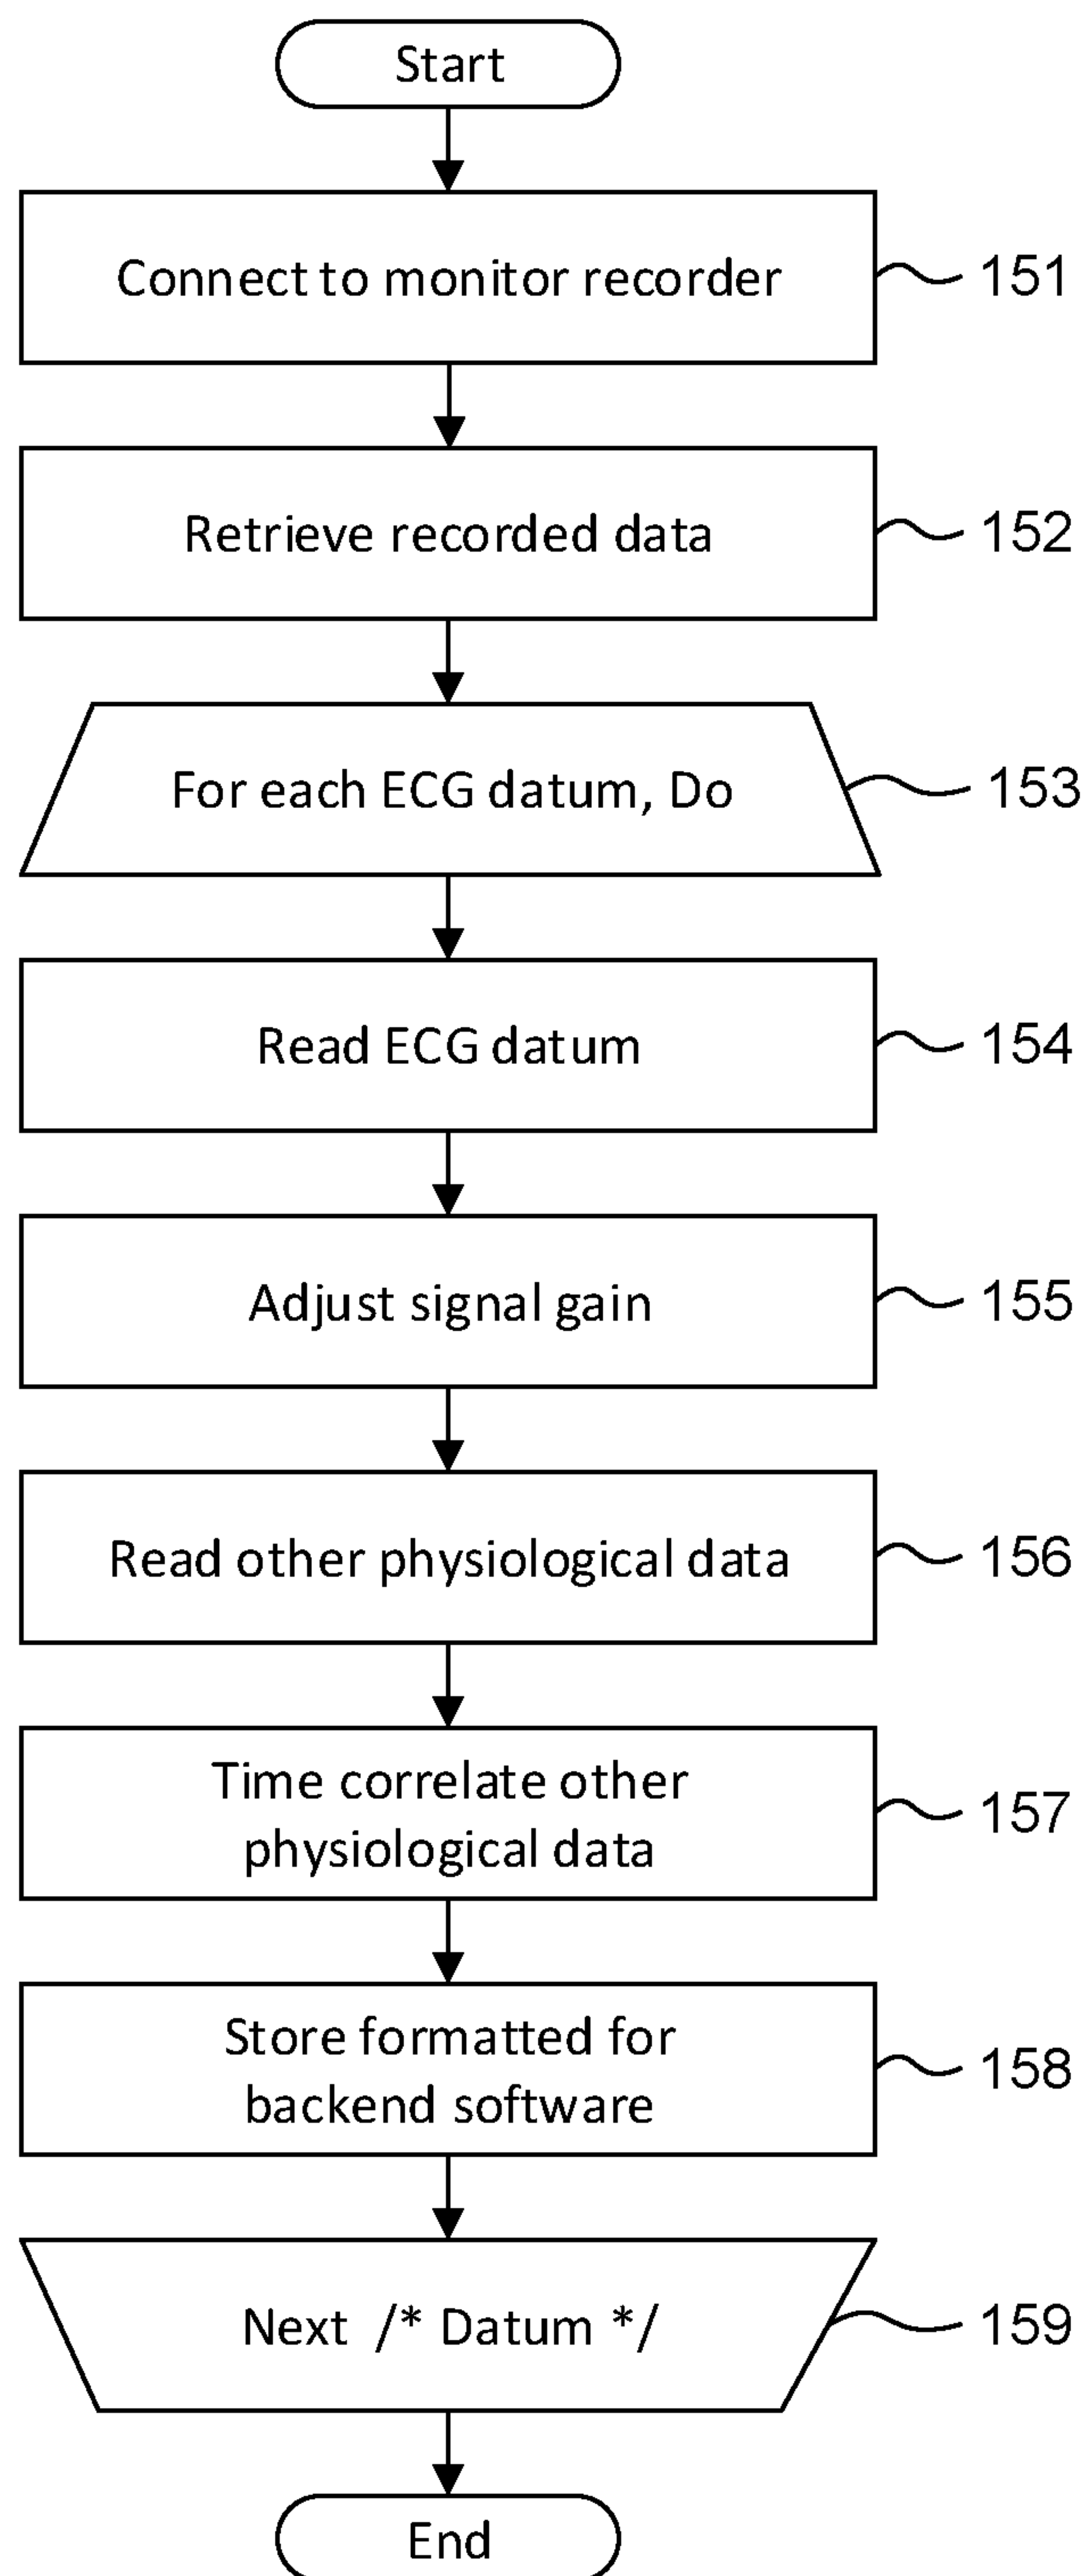 Start
Connect to monitor recorder
151
Retrieve recorded data
152
For each ECG datum, Do
153
Read ECG datum
154
Adjust signal gain
155
Read other physiological data
156
Time correlate other
physiological data
157
Store formatted for
backend software
158
Next /* Datum */
159
End